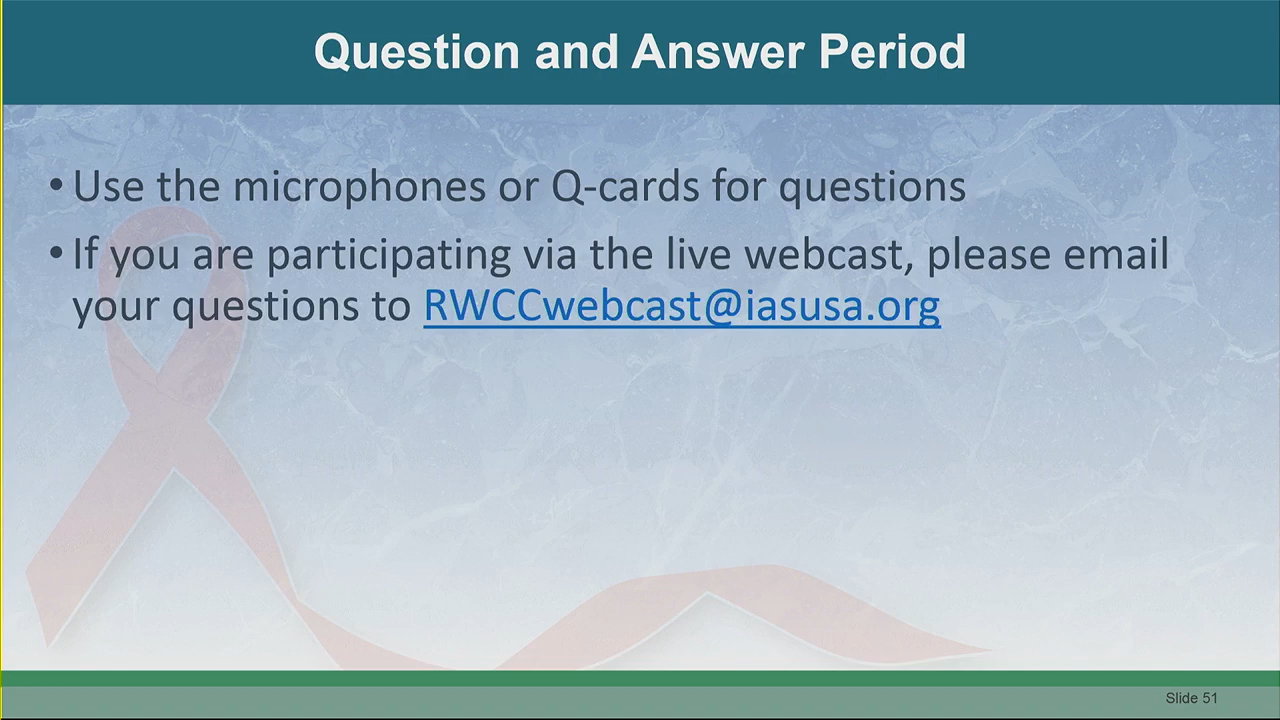 Question and Answer Period
• Use the microphones or Q-cards for questions
• If you are participating via the live webcast, please email
your questions to RWCCwebcast@iasusa.org
Slide 51